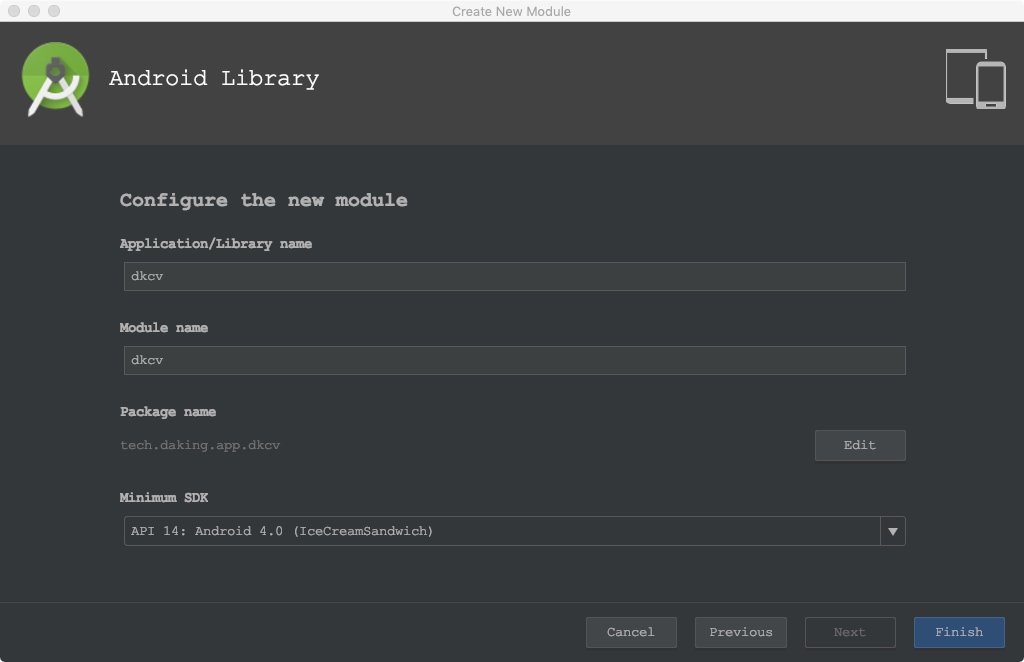 Create New Module
Android Library
Configure the new module
Application/Library name
dkcv
Module name
dkcv
Package name
tech.daking.app.dkcv
Edit
Minimum SDK
API 14: Android 4.0 (IceCreamSandwich)
Cancel Previous Next Finish